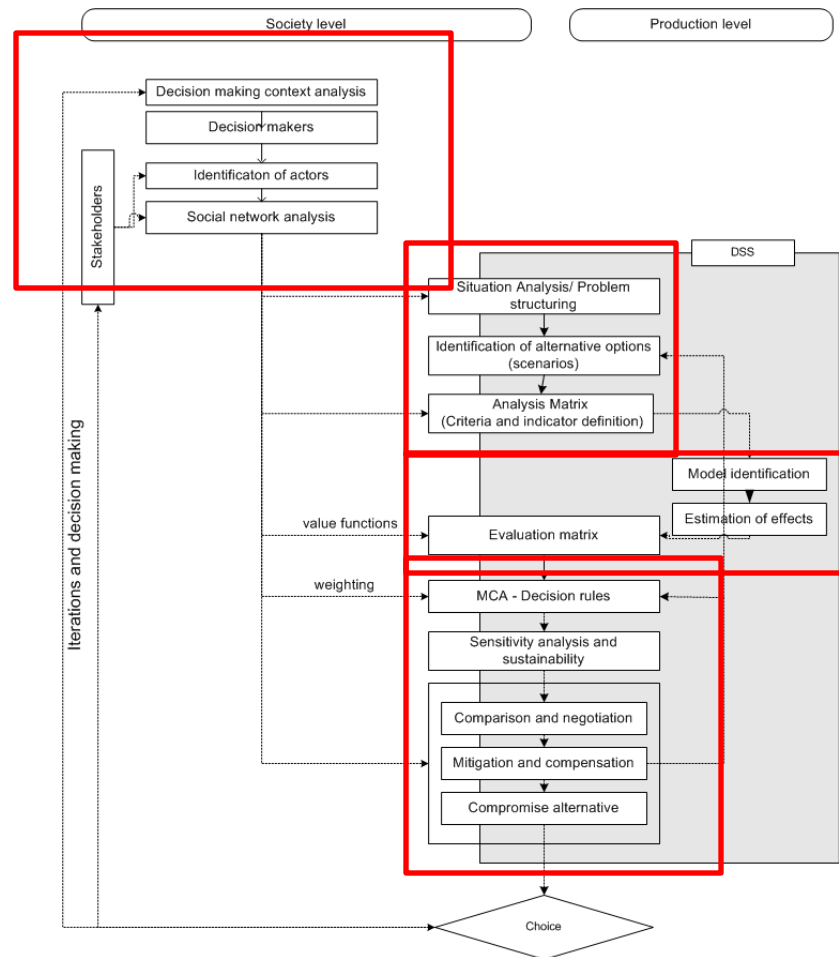 Society level
Production level
Decision making context analysis
Decision makers
Identificaton of actors
Social network analysis
Stakeholders
DSS
Situation Analysis/ Problem
structuring
Identification of alternative options
(scenarios)
Analysis Matrix
(Criteria and indicator definition)
Model identification
Estimation of effects
value functions
Evaluation matrix
weighting
MCA - Decision rules
Sensitivity analysis and
sustainability
Comparison and negotiation
Mitigation and compensation
Compromise alternative
Iterations and decision making
Choice